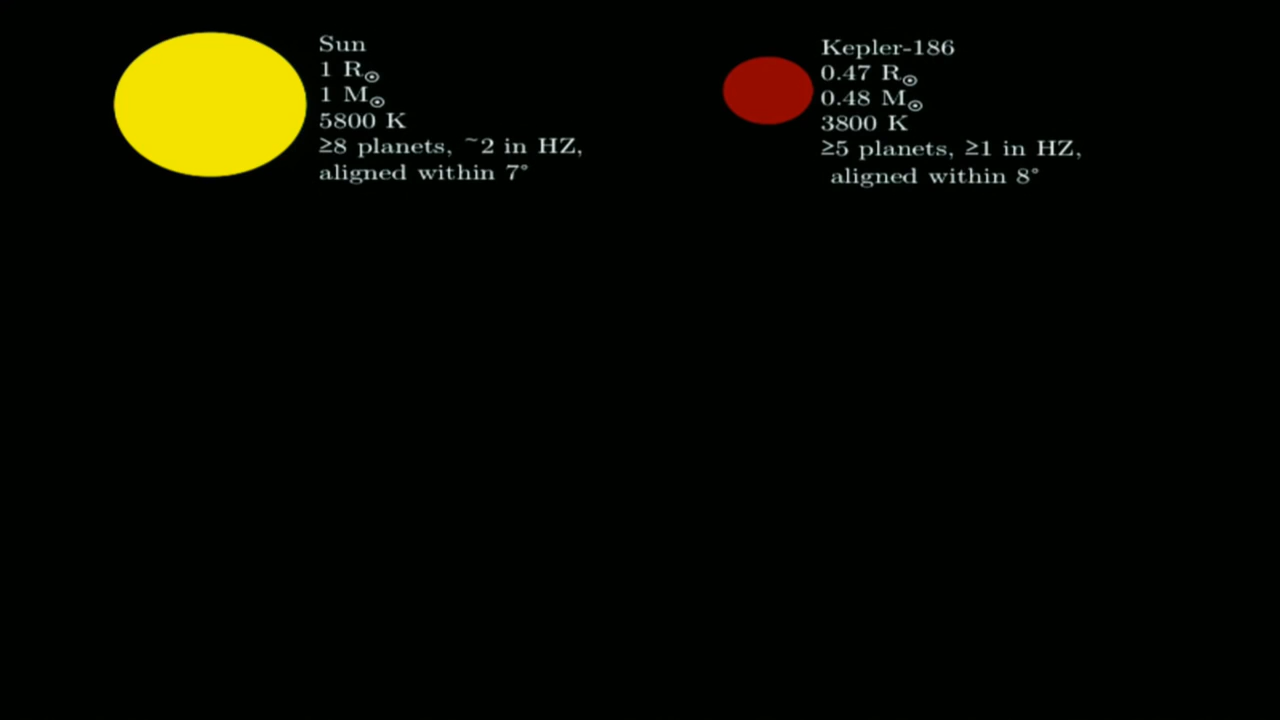 Sun
1 R⊙
1 M⊙
5800 K
≥8 planets, ~2 in HZ,
aligned within 7°
Kepler-186
0.47 R⊙
0.48 M⊙
3800 K
≥5 planets, ≥1 in HZ,
aligned within 8°